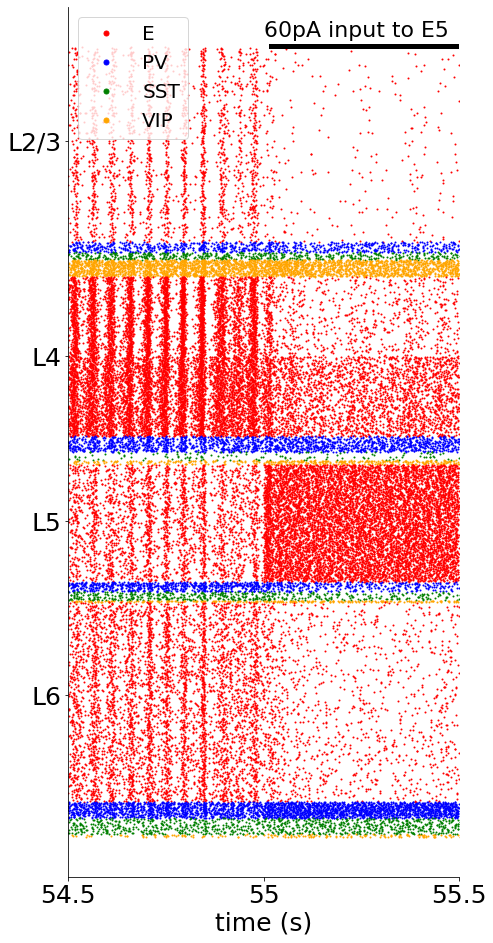 60pA input to E5
E
PV
SST
VIP
L2/3
L4
L5
L6
54.5 55 55.5
time (s)